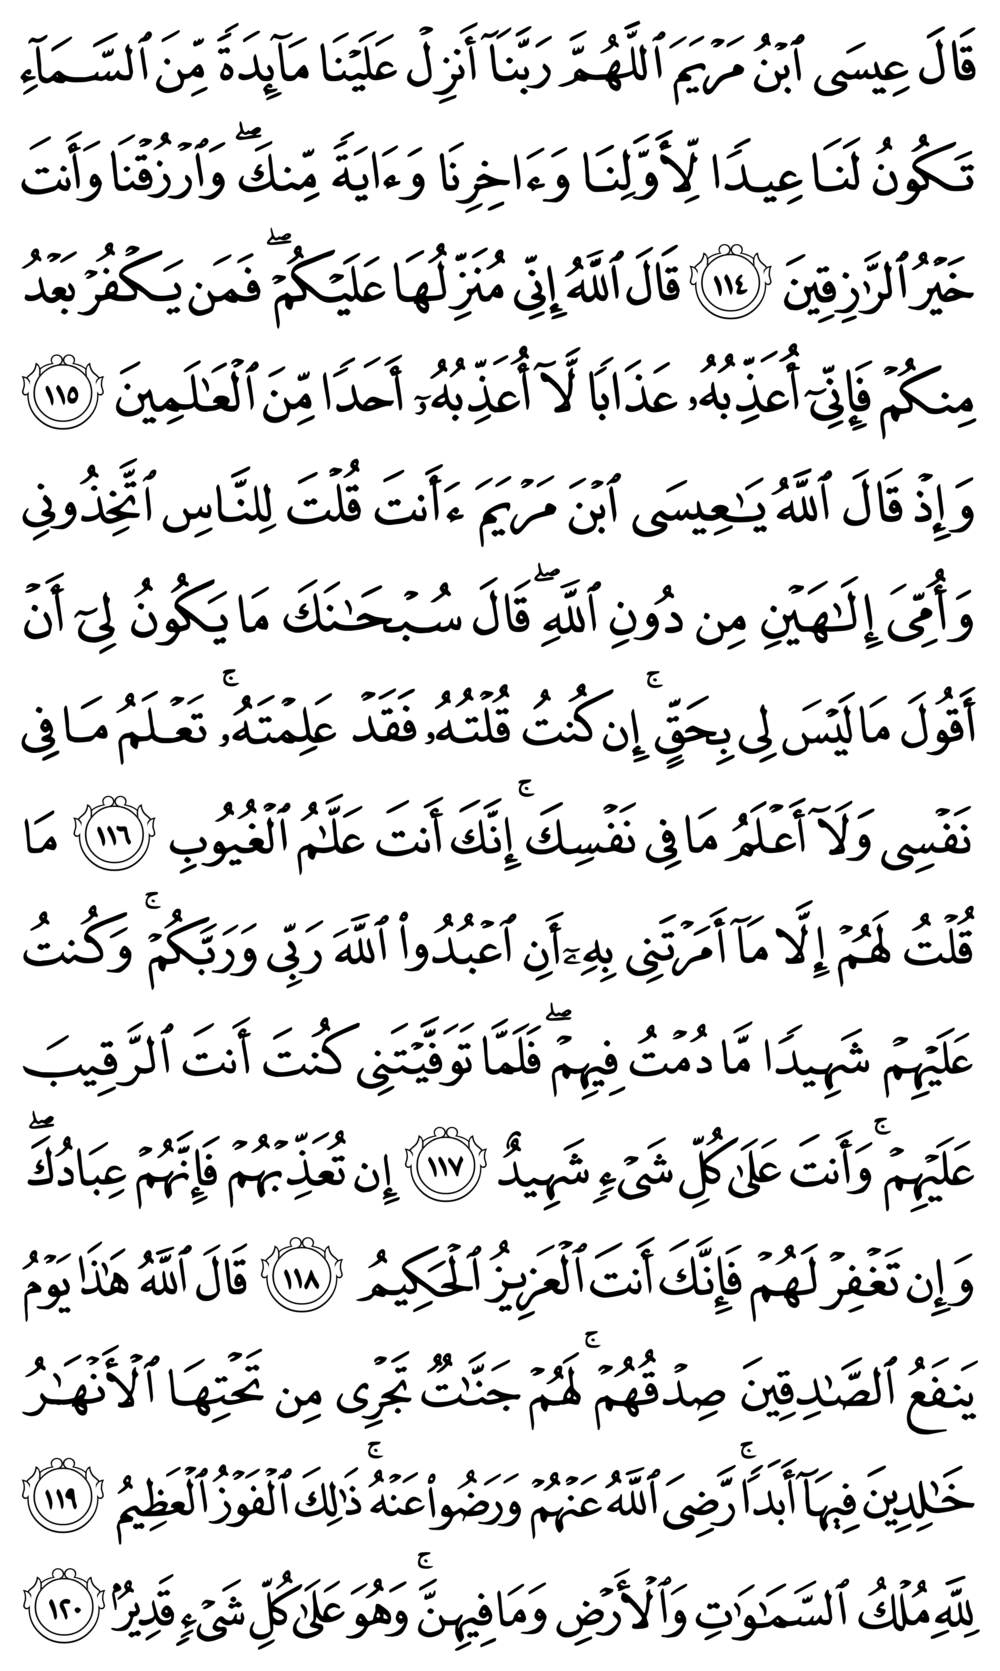 قَالَ عِيسَى ٱبۡنُ مَرۡيَمَ ٱللَّهُمَّ رَبَّنَآ أَنزِلۡ عَلَيۡنَا مَآئِدَةٗ مِّنَ ٱلسَّمَآءِ
تَكُونُ لَنَا عِيدٗا لِّأَوَّلِنَا وَءَاخِرِنَا وَءَايَةٗ مِّنكَۖ وَٱرۡزُقۡنَا وَأَنتَ
خَيۡرُ ٱلرَّٰزِقِينَ ١١٤ قَالَ ٱللَّهُ إِنِّي مُنَزِّلُهَا عَلَيۡكُمۡۖ فَمَن يَكۡفُرۡ بَعۡدُ
مِنكُمۡ فَإِنِّيٓ أُعَذِّبُهُۥ عَذَابٗا لَّآ أُعَذِّبُهُۥٓ أَحَدٗا مِّنَ ٱلۡعَٰلَمِينَ ١١٥
وَإِذۡ قَالَ ٱللَّهُ يَٰعِيسَى ٱبۡنَ مَرۡيَمَ ءَأَنتَ قُلۡتَ لِلنَّاسِ ٱتَّخِذُونِي
وَأُمِّيَ إِلَٰهَيۡنِ مِن دُونِ ٱللَّهِۖ قَالَ سُبۡحَٰنَكَ مَا يَكُونُ لِيٓ أَنۡ
أَقُولَ مَا لَيۡسَ لِي بِحَقٍّۚ إِن كُنتُ قُلۡتُهُۥ فَقَدۡ عَلِمۡتَهُۥۚ تَعۡلَمُ مَا فِي
نَفۡسِي وَلَآ أَعۡلَمُ مَا فِي نَفۡسِكَۚ إِنَّكَ أَنتَ عَلَّٰمُ ٱلۡغُيُوبِ ١١٦ مَا
قُلۡتُ لَهُمۡ إِلَّا مَآ أَمَرۡتَنِي بِهِۦٓ أَنِ ٱعۡبُدُواْ ٱللَّهَ رَبِّي وَرَبَّكُمۡۚ وَكُنتُ
عَلَيۡهِمۡ شَهِيدٗا مَّا دُمۡتُ فِيهِمۡۖ فَلَمَّا تَوَفَّيۡتَنِي كُنتَ أَنتَ ٱلرَّقِيبَ
عَلَيۡهِمۡۚ وَأَنتَ عَلَىٰ كُلِّ شَيۡءٖ شَهِيدٌ ١١٧ إِن تُعَذِّبۡهُمۡ فَإِنَّهُمۡ عِبَادُكَۖ
وَإِن تَغۡفِرۡ لَهُمۡ فَإِنَّكَ أَنتَ ٱلۡعَزِيزُ ٱلۡحَكِيمُ ١١٨ قَالَ ٱللَّهُ هَٰذَا يَوۡمُ
يَنفَعُ ٱلصَّٰدِقِينَ صِدۡقُهُمۡۚ لَهُمۡ جَنَّٰتٞ تَجۡرِي مِن تَحۡتِهَا ٱلۡأَنۡهَٰرُ
خَٰلِدِينَ فِيهَآ أَبَدٗاۚ رَّضِيَ ٱللَّهُ عَنۡهُمۡ وَرَضُواْ عَنۡهُۚ ذَٰلِكَ ٱلۡفَوۡزُ ٱلۡعَظِيمُ ١١٩
لِلَّهِ مُلۡكُ ٱلسَّمَٰوَٰتِ وَٱلۡأَرۡضِ وَمَا فِيهِنَّۚ وَهُوَ عَلَىٰ كُلِّ شَيۡءٖ قَدِيرُۢ ١٢٠